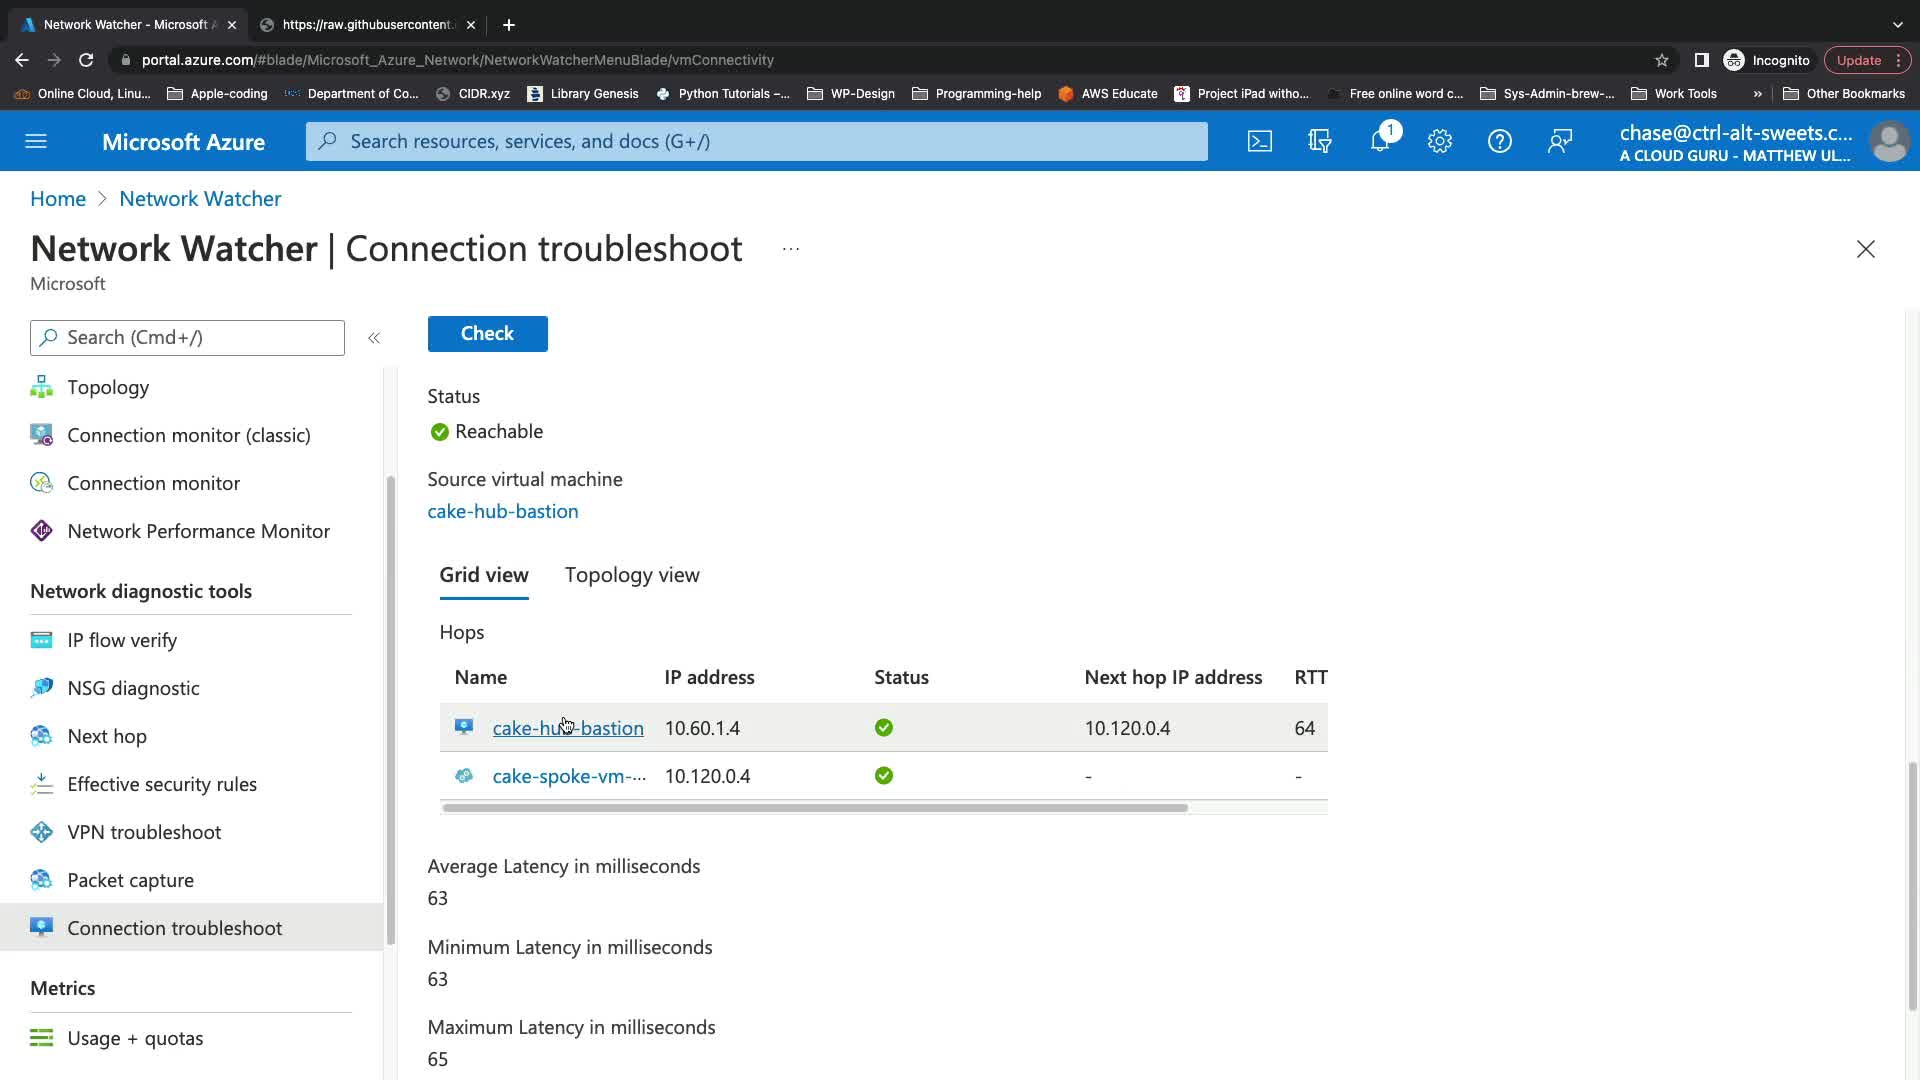 Network Watcher - Microsoft A
https://raw.githubusercontent.
portal.azure.com/#blade/Microsoft_Azure_Network/NetworkWatcherMenuBlade/vmConnectivity
Incognito
Update
Online Cloud, Linu...
Apple-coding
Department of Co...
CIDR.xyz
Library Genesis
Python Tutorials –...
WP-Design
Programming-help
AWS Educate
Project iPad witho...
Free online word c...
Sys-Admin-brew-...
Work Tools
»
Other Bookmarks
Microsoft Azure
Search resources, services, and docs (G+/)
1
chase@ctrl-alt-sweets.c...
A CLOUD GURU - MATTHEW UL...
Home > Network Watcher
Network Watcher | Connection troubleshoot ...
Microsoft
Search (Cmd+/)
«
Topology
Connection monitor (classic)
Connection monitor
Network Performance Monitor
Network diagnostic tools
IP flow verify
NSG diagnostic
Next hop
Effective security rules
VPN troubleshoot
Packet capture
Connection troubleshoot
Metrics
Usage + quotas
Check
Status
Reachable
Source virtual machine
cake-hub-bastion
Grid view Topology view
Hops
Name IP address Status Next hop IP address RTT
cake-hub-bastion 10.60.1.4 10.120.0.4 64
cake-spoke-vm-... 10.120.0.4 - -
Average Latency in milliseconds
63
Minimum Latency in milliseconds
63
Maximum Latency in milliseconds
65